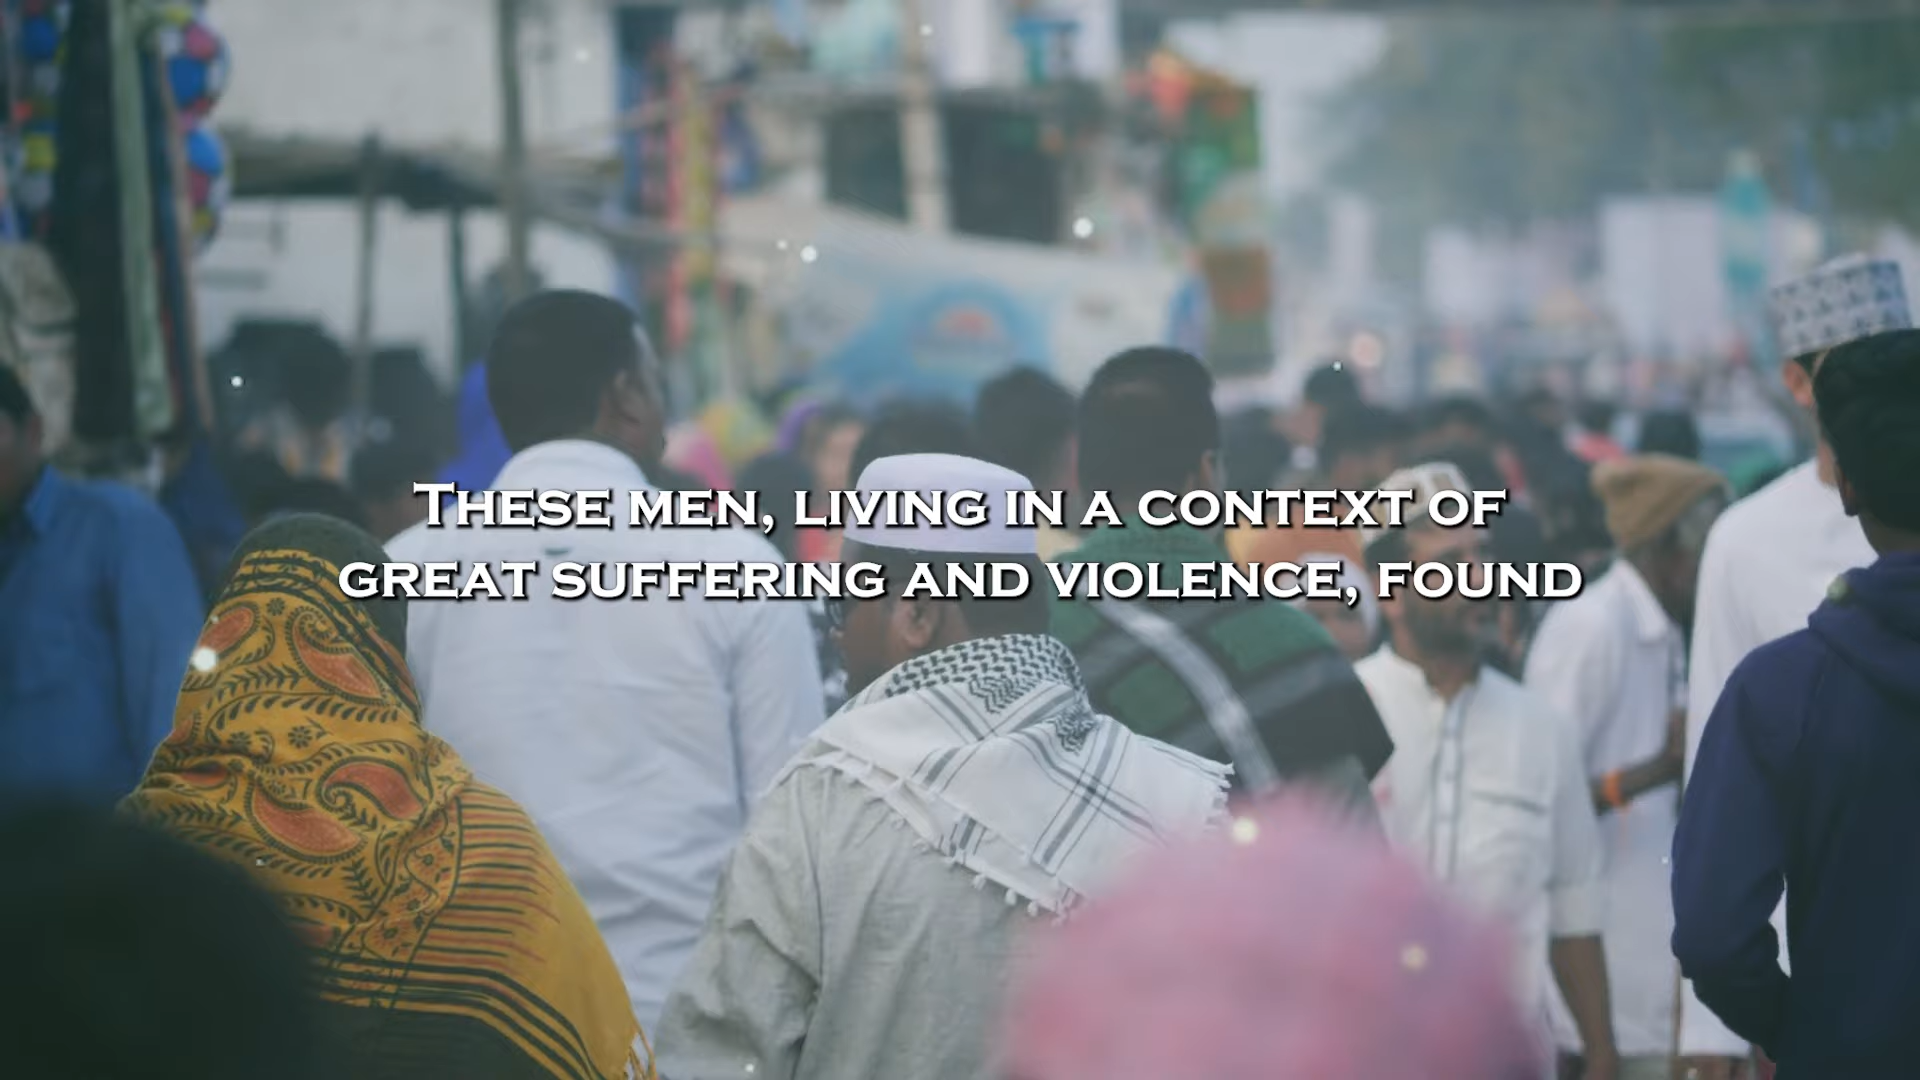 These men, living in a context of
great suffering and violence, found